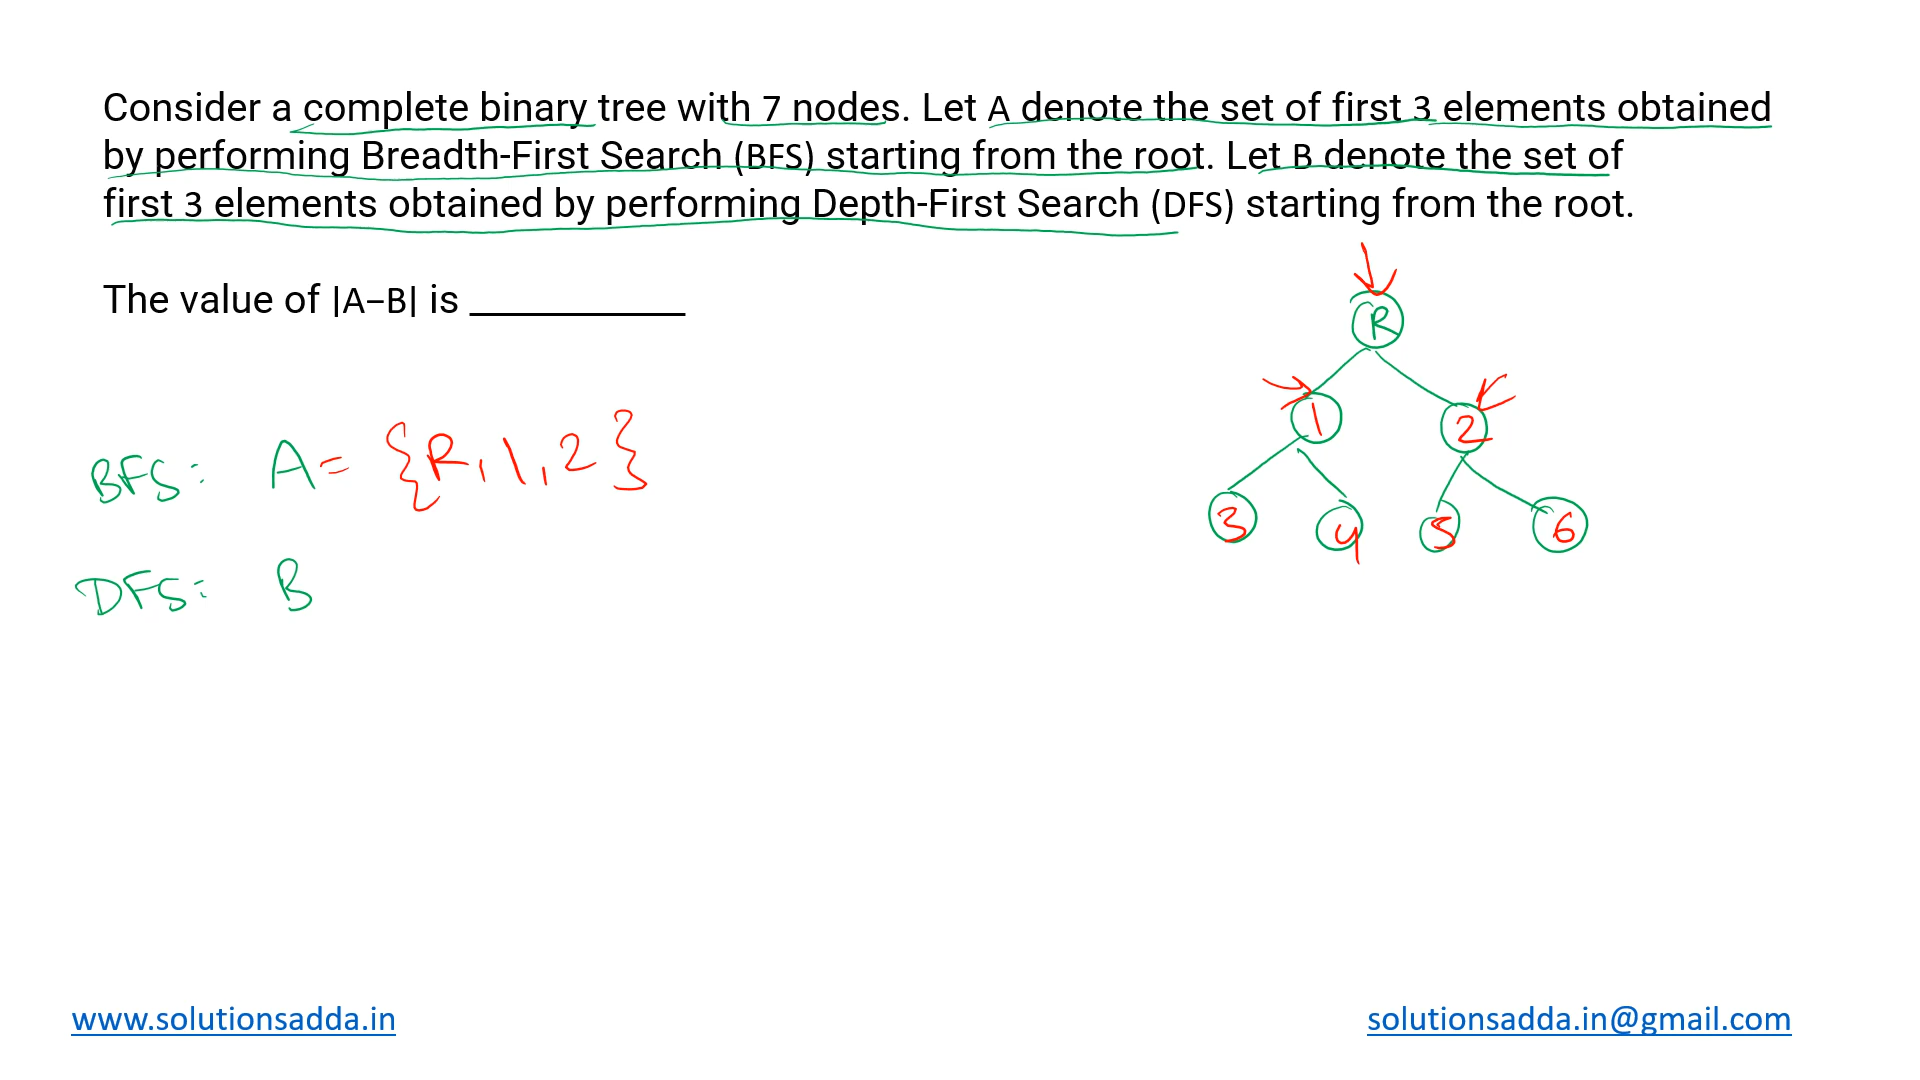 Consider a complete binary tree with 7 nodes. Let A denote the set of first 3 elements obtained
by performing Breadth-First Search (BFS) starting from the root. Let B denote the set of
first 3 elements obtained by performing Depth-First Search (DFS) starting from the root.
The value of |A–B| is ___________
R
1
2
BFS: A = {R, 1, 2}
3 4 5 6
DFS: B
www.solutionsadda.in
solutionsadda.in@gmail.com